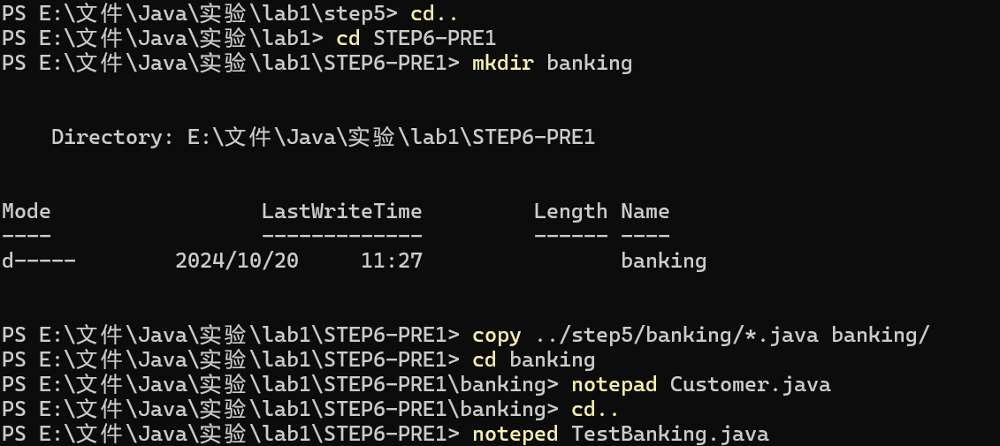 PS E:\文件\Java\实验\lab1\step5> cd..
PS E:\文件\Java\实验\lab1> cd STEP6-PRE1
PS E:\文件\Java\实验\lab1\STEP6-PRE1> mkdir banking
Directory: E:\文件\Java\实验\lab1\STEP6-PRE1
Mode                 LastWriteTime         Length Name
----                 -------------         ------ ----
d-----        2024/10/20     11:27                banking
PS E:\文件\Java\实验\lab1\STEP6-PRE1> copy ../step5/banking/*.java banking/
PS E:\文件\Java\实验\lab1\STEP6-PRE1> cd banking
PS E:\文件\Java\实验\lab1\STEP6-PRE1\banking> notepad Customer.java
PS E:\文件\Java\实验\lab1\STEP6-PRE1\banking> cd..
PS E:\文件\Java\实验\lab1\STEP6-PRE1> noteped TestBanking.java